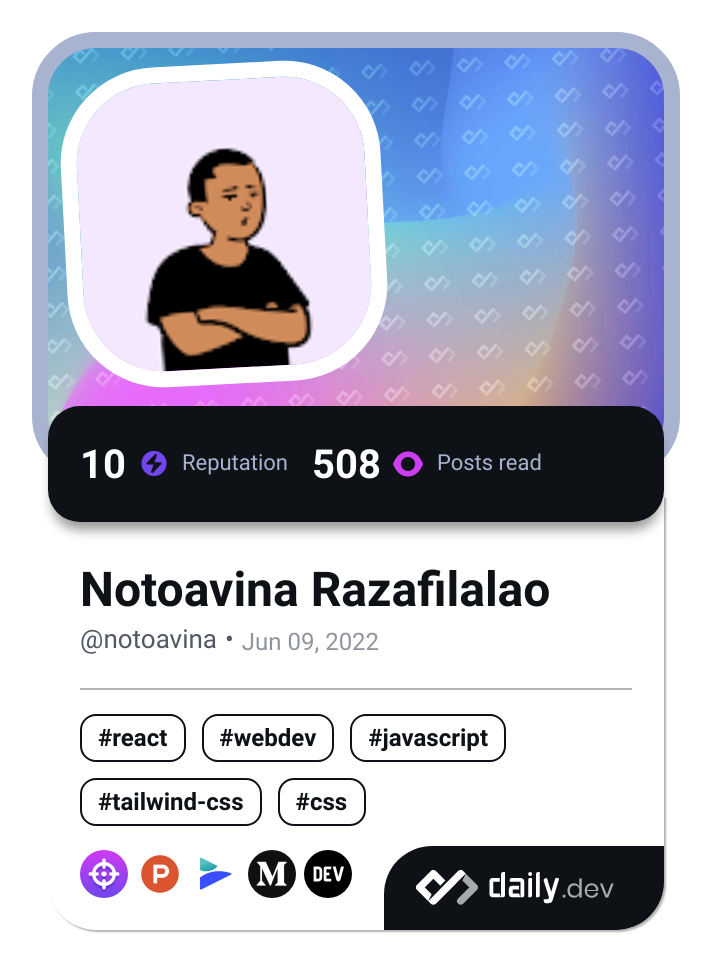 10 Reputation 508 Posts read
Notoavina Razafilalao
@notoavina • Jun 09, 2022
#react #webdev #javascript
#tailwind-css #css
P M DEV daily.dev